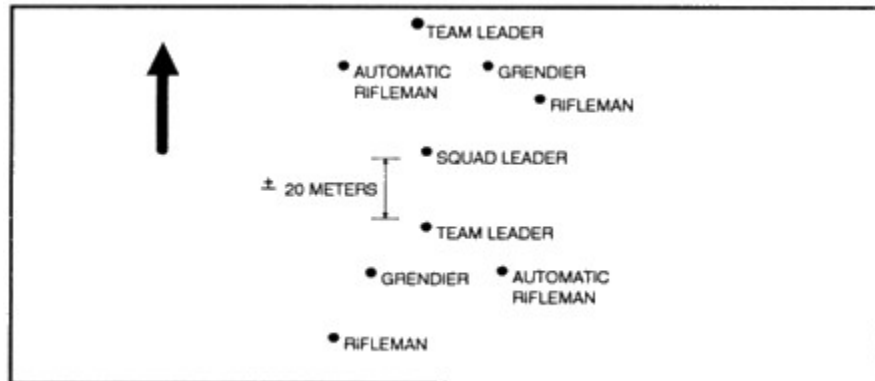 TEAM LEADER
AUTOMATIC
RIFLEMAN
GRENDIER
RIFLEMAN
SQUAD LEADER
± 20 METERS
TEAM LEADER
GRENDIER
AUTOMATIC
RIFLEMAN
RIFLEMAN